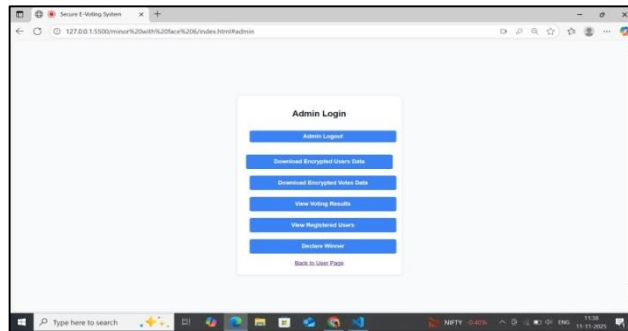 Secure E-Voting System
127.0.0.1:5500/minor%20with%20face%206/index.html#admin
Admin Login
Admin Logout
Download Encrypted Users Data
Download Encrypted Votes Data
View Voting Results
View Registered Users
Declare Winner
Back to User Page
Type here to search
NIFTY -0.42%
ENG
11:38
11-11-2025